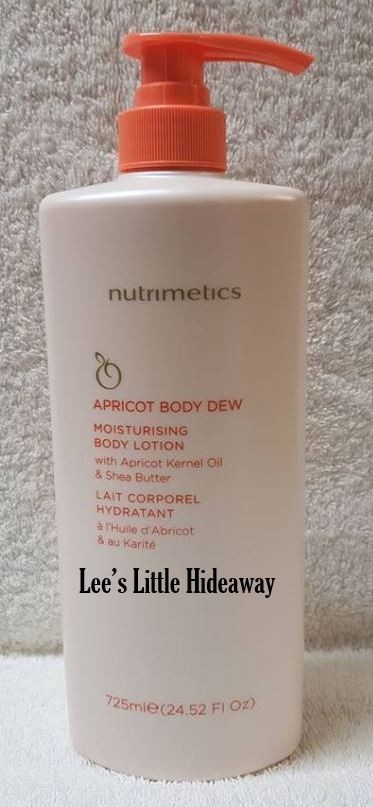 nutrimetics
APRICOT BODY DEW
MOISTURISING
BODY LOTION
with Apricot Kernel Oil
& Shea Butter
LAIT CORPOREL
HYDRATANT
à l'Huile d'Abricot
& au Karité
Lee's Little Hideaway
725ml℮(24.52 Fl Oz)